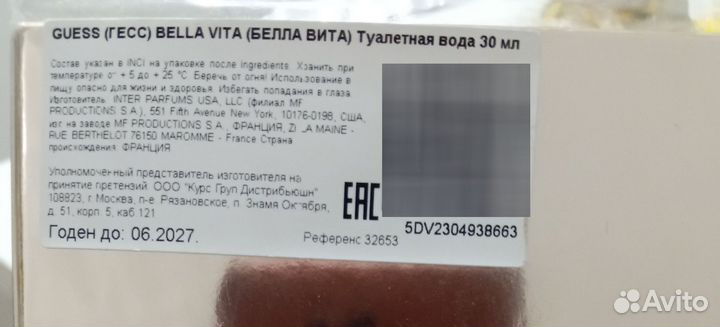 GUESS (ГЕСС) BELLA VITA (БЕЛЛА ВИТА) Туалетная вода 30 мл
Состав указан в INCI на упаковке после ingredients. Хранить при
температуре от + 5 до + 25 °C. Беречь от огня! Использование в
пищу опасно для жизни и здоровья. Избегать попадания в глаза.
Изготовитель: INTER PARFUMS USA, LLC (филиал MF
PRODUCTIONS S.A.), 551 Fifth Avenue New York, 10176-0198, США,
изг на заводе MF PRODUCTIONS S.A., ФРАНЦИЯ, ZI LA MAINE -
RUE BERTHELOT 76150 MAROMME - France Страна
происхождения: ФРАНЦИЯ
Уполномоченный представитель изготовителя на
принятие претензий: ООО "Курс Груп Дистрибьюшн"
108823, г Москва, п-е. Рязановское, п. Знамя Октября,
д. 51, корп. 5, каб 121
EAC
5DV2304938663
Годен до: 06.2027.
Референс 32653
Avito